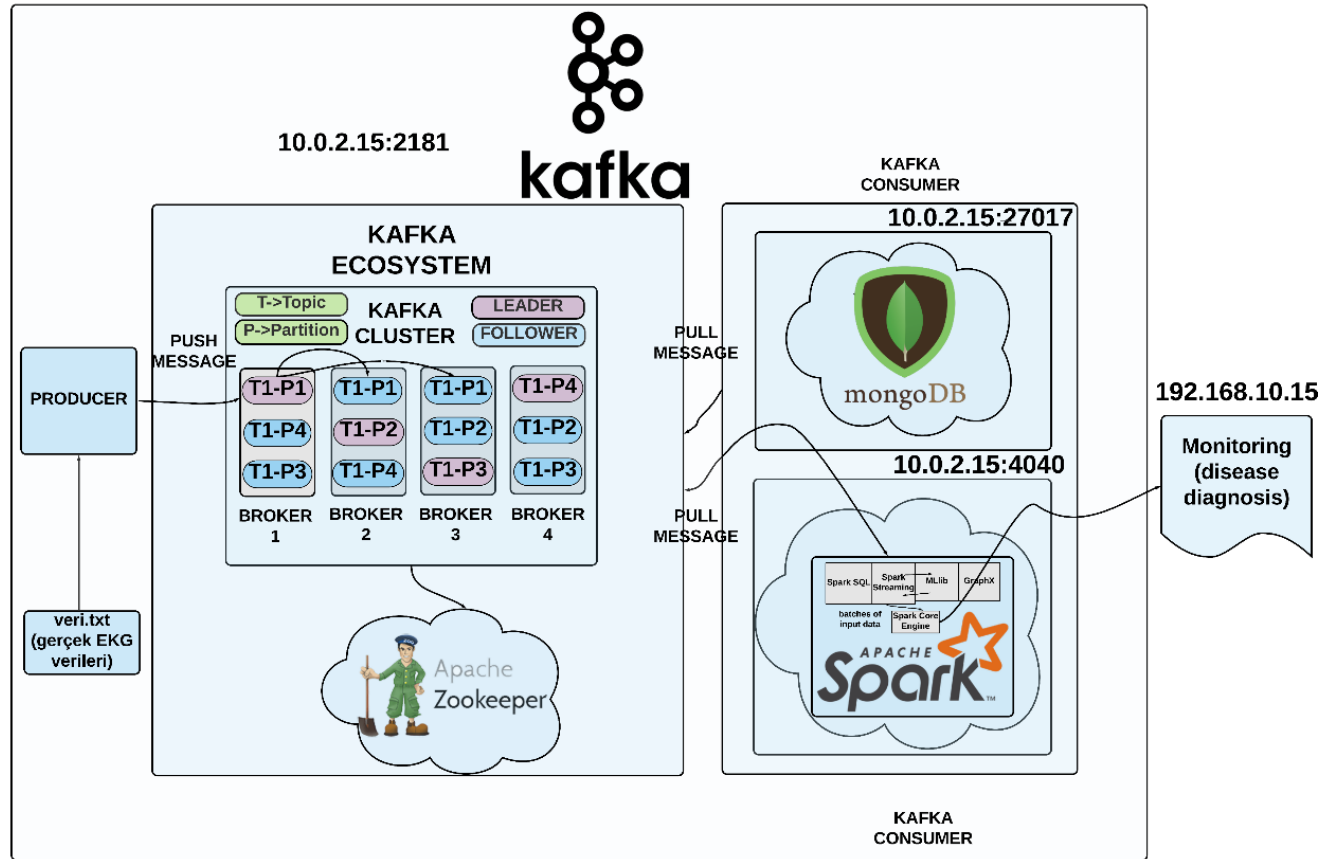 kafka
10.0.2.15:2181
KAFKA
CONSUMER
10.0.2.15:27017
mongoDB
KAFKA
ECOSYSTEM
T->Topic
P->Partition
KAFKA
CLUSTER
LEADER
FOLLOWER
PUSH
MESSAGE
PULL
MESSAGE
PRODUCER
T1-P1
T1-P4
T1-P3
BROKER
1
T1-P1
T1-P2
T1-P4
BROKER
2
T1-P1
T1-P2
T1-P3
BROKER
3
T1-P4
T1-P2
T1-P3
BROKER
4
192.168.10.15
Monitoring
(disease
diagnosis)
10.0.2.15:4040
PULL
MESSAGE
Spark SQL
Spark
Streaming
MLlib
GraphX
batches of
input data
Spark Core
Engine
APACHE
Spark
TM
veri.txt
(gerçek EKG
verileri)
Apache
Zookeeper
KAFKA
CONSUMER